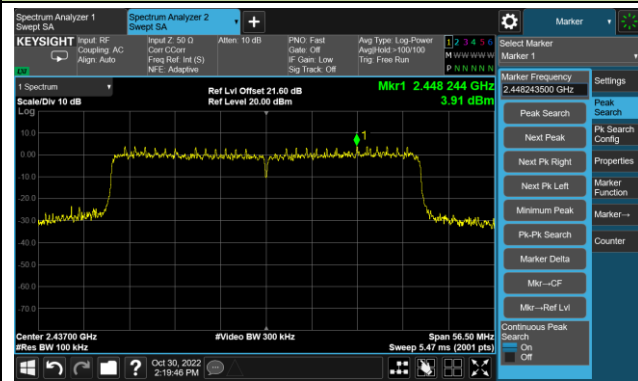 Spectrum Analyzer 1
Swept SA
Spectrum Analyzer 2
Swept SA
Marker
KEYSIGHT
Input: RF
Coupling: AC
Align: Auto
Input Z: 50 Ω
Corr CCorr
Freq Ref: Int (S)
NFE: Adaptive
Atten: 10 dB
PNO: Fast
Gate: Off
IF Gain: Low
Sig Track: Off
Avg Type: Log-Power
Avg|Hold:>100/100
Trig: Free Run
1 2 3 4 5 6
M W W W W W
P N N N N N
LXI
Select Marker
Marker 1
1 Spectrum
Scale/Div 10 dB
Log
Ref Lvl Offset 21.60 dB
Ref Level 20.00 dBm
Mkr1 2.448 244 GHz
3.91 dBm
10.0
0.00
-10.0
-20.0
-30.0
-40.0
-50.0
-60.0
-70.0
1
Center 2.43700 GHz
#Res BW 100 kHz
#Video BW 300 kHz
Span 56.50 MHz
Sweep 5.47 ms (2001 pts)
Marker Frequency
2.448243500 GHz
Peak Search
Next Peak
Next Pk Right
Next Pk Left
Minimum Peak
Pk-Pk Search
Marker Delta
Mkr→CF
Mkr→Ref Lvl
Continuous Peak
Search
On
Off
Settings
Peak
Search
Pk Search
Config
Properties
Marker
Function
Marker→
Counter
Oct 30, 2022
2:19:46 PM